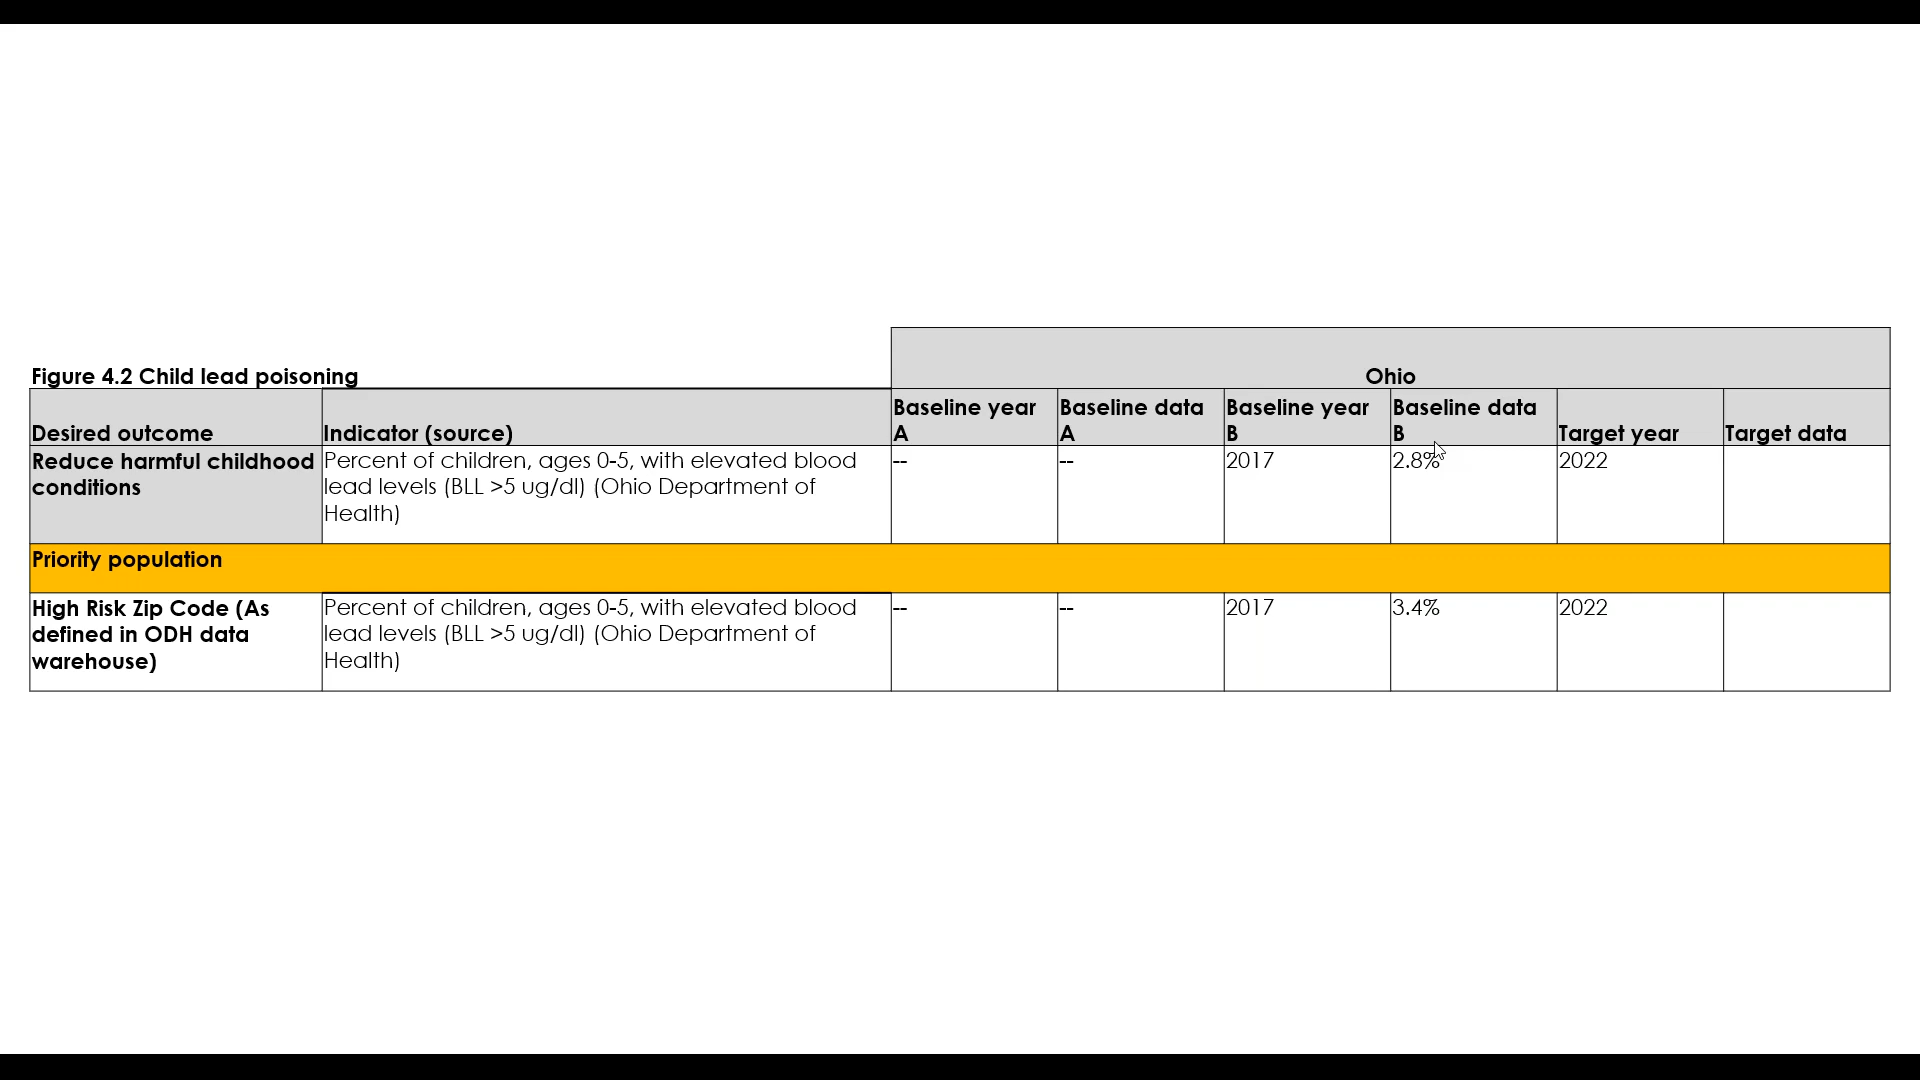 Figure 4.2 Child lead poisoning
Ohio
Desired outcome
Indicator (source)
Baseline year
A
Baseline data
A
Baseline year
B
Baseline data
B
Target year
Target data
Reduce harmful childhood
conditions
Percent of children, ages 0-5, with elevated blood
lead levels (BLL >5 ug/dl) (Ohio Department of
Health)
--
--
2017
2.8%
2022
Priority population
High Risk Zip Code (As
defined in ODH data
warehouse)
Percent of children, ages 0-5, with elevated blood
lead levels (BLL >5 ug/dl) (Ohio Department of
Health)
--
--
2017
3.4%
2022